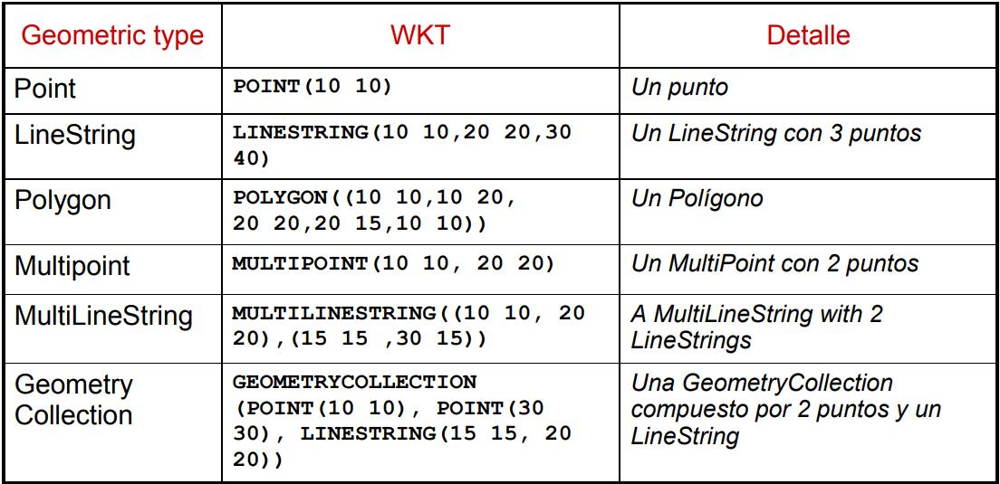 Geometric type
WKT
Detalle
Point
POINT(10 10)
Un punto
LineString
LINESTRING(10 10,20 20,30
40)
Un LineString con 3 puntos
Polygon
POLYGON((10 10,10 20,
20 20,20 15,10 10))
Un Polígono
Multipoint
MULTIPOINT(10 10, 20 20)
Un MultiPoint con 2 puntos
MultiLineString
MULTILINESTRING((10 10, 20
20),(15 15 ,30 15))
A MultiLineString with 2
LineStrings
Geometry
Collection
GEOMETRYCOLLECTION
(POINT(10 10), POINT(30
30), LINESTRING(15 15, 20
20))
Una GeometryCollection
compuesto por 2 puntos y un
LineString